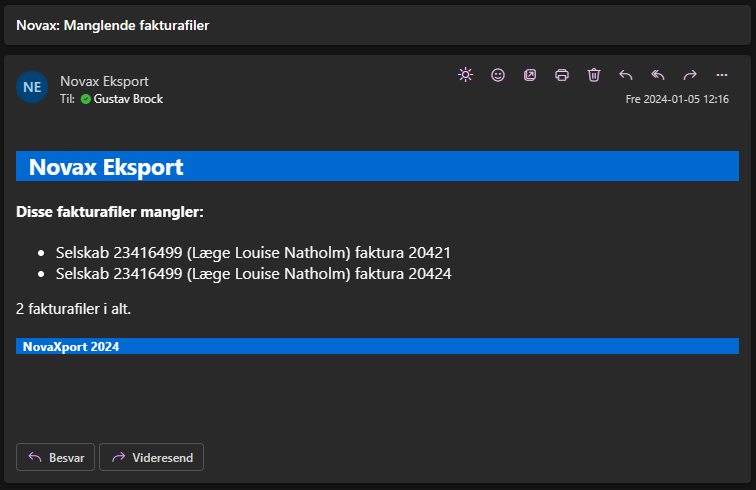 Novax: Manglende fakturafiler
NE
Novax Eksport
Til: Gustav Brock
Fre 2024-01-05 12:16
Novax Eksport
Disse fakturafiler mangler:
• Selskab 23416499 (Læge Louise Natholm) faktura 20421
• Selskab 23416499 (Læge Louise Natholm) faktura 20424
2 fakturafiler i alt.
NovaXport 2024
Besvar
Videresend